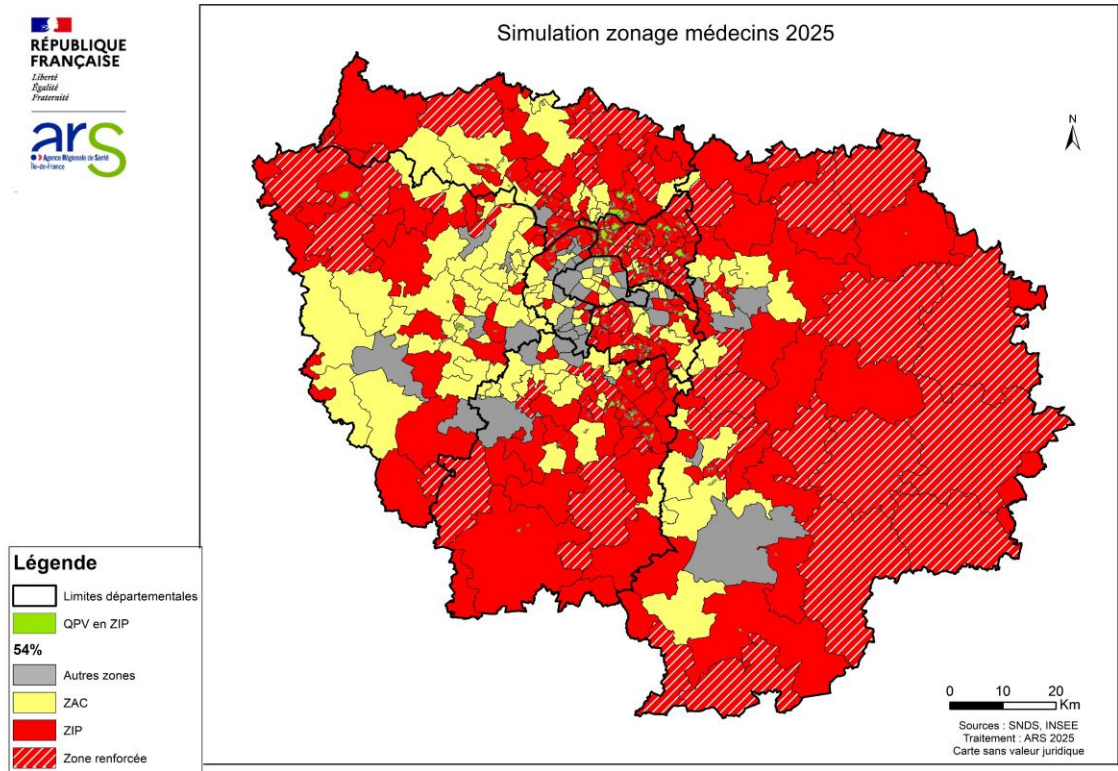 RÉPUBLIQUE
FRANÇAISE
Liberté
Égalité
Fraternité
ars
Agence Régionale de Santé
Île-de-France
Simulation zonage médecins 2025
N
Légende
Limites départementales
QPV en ZIP
54%
Autres zones
ZAC
ZIP
Zone renforcée
0 10 20
Km
Sources : SNDS, INSEE
Traitement : ARS 2025
Carte sans valeur juridique